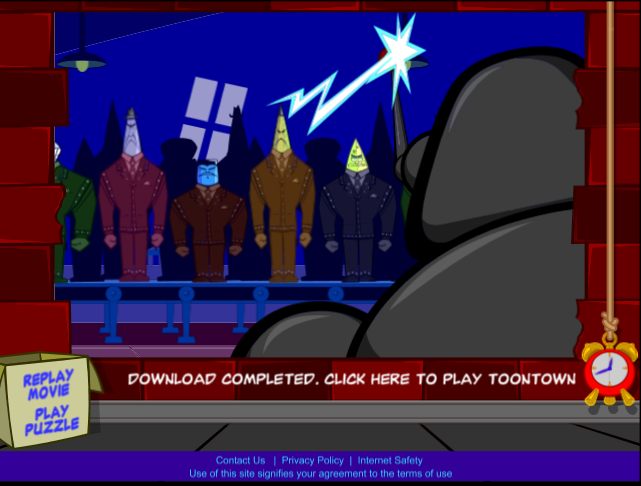 DOWNLOAD COMPLETED. CLICK HERE TO PLAY TOONTOWN
REPLAY
MOVIE
PLAY
PUZZLE
Contact Us | Privacy Policy | Internet Safety
Use of this site signifies your agreement to the terms of use